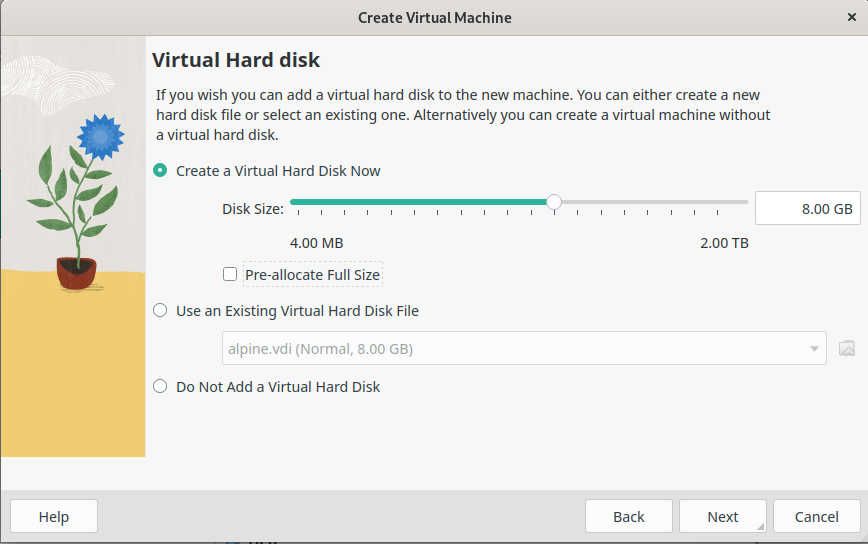 Create Virtual Machine
Virtual Hard disk
If you wish you can add a virtual hard disk to the new machine. You can either create a new
hard disk file or select an existing one. Alternatively you can create a virtual machine without
a virtual hard disk.
Create a Virtual Hard Disk Now
Disk Size:
8.00 GB
4.00 MB
2.00 TB
Pre-allocate Full Size
Use an Existing Virtual Hard Disk File
alpine.vdi (Normal, 8.00 GB)
Do Not Add a Virtual Hard Disk
Help
Back
Next
Cancel